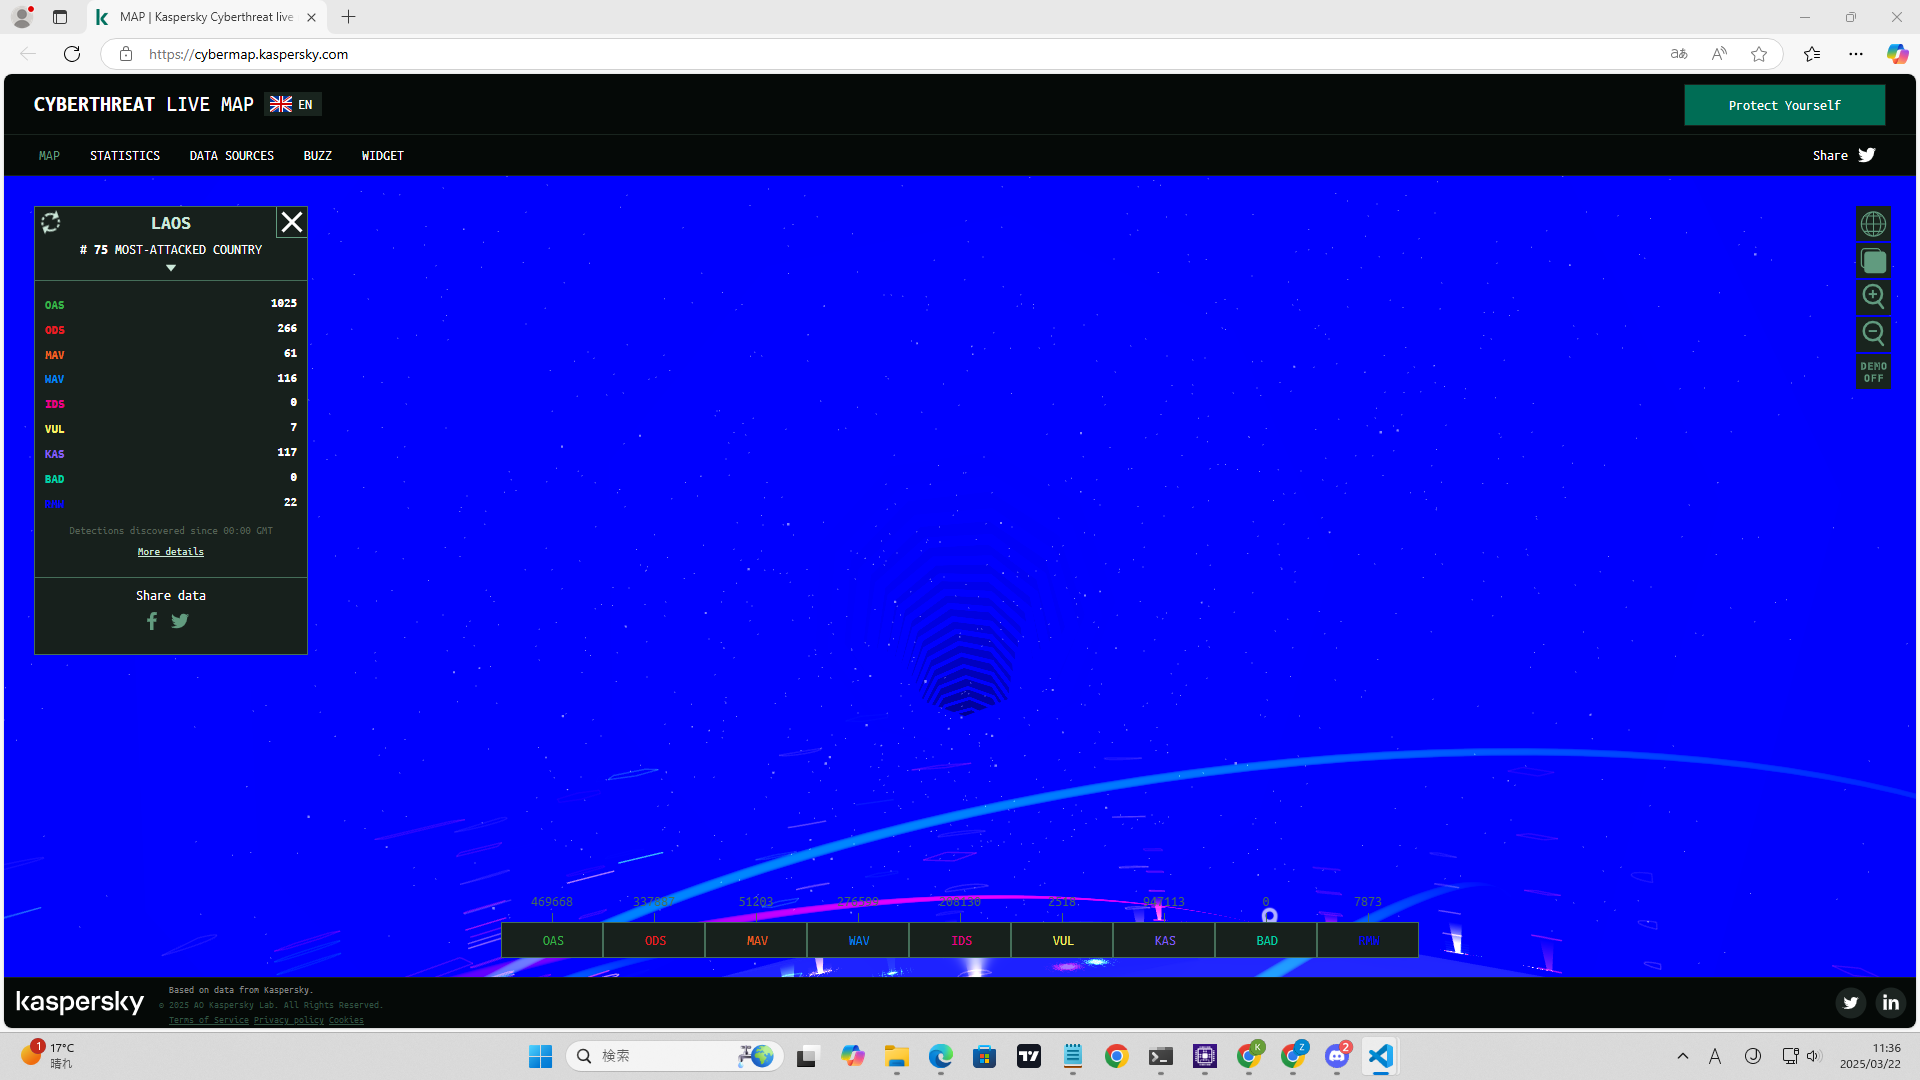 MAP | Kaspersky Cyberthreat live
https://cybermap.kaspersky.com
CYBERTHREAT LIVE MAP EN
Protect Yourself
MAP STATISTICS DATA SOURCES BUZZ WIDGET
Share
LAOS
# 75 MOST-ATTACKED COUNTRY
OAS 1025
ODS 266
MAV 61
WAV 116
IDS 0
VUL 7
KAS 117
BAD 0
RMW 22
Detections discovered since 00:00 GMT
More details
Share data
DEMO
OFF
469668 51203 208130 2518 947113 0 7873
OAS ODS MAV WAV IDS VUL KAS BAD RMW
kaspersky
Based on data from Kaspersky.
© 2025 AO Kaspersky Lab. All Rights Reserved.
Terms of Service Privacy policy Cookies
1
17°C
晴れ
検索
K
Z
2
A
11:36
2025/03/22